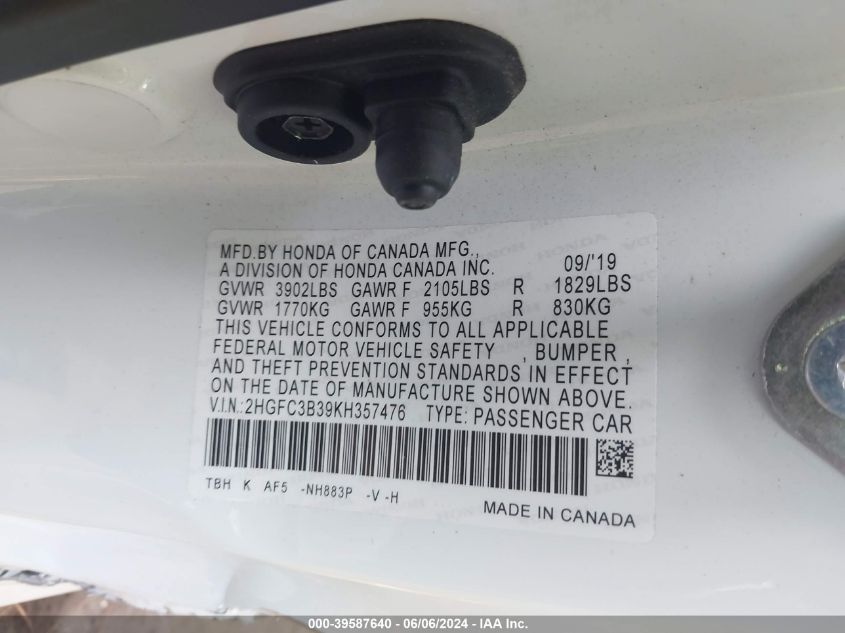 MFD.BY HONDA OF CANADA MFG.,
A DIVISION OF HONDA CANADA INC. 09/'19
GVWR 3902LBS GAWR F 2105LBS R 1829LBS
GVWR 1770KG GAWR F 955KG R 830KG
THIS VEHICLE CONFORMS TO ALL APPLICABLE
FEDERAL MOTOR VEHICLE SAFETY , BUMPER ,
AND THEFT PREVENTION STANDARDS IN EFFECT
ON THE DATE OF MANUFACTURE SHOWN ABOVE.
V.I.N.: 2HGFC3B39KH357476 TYPE: PASSENGER CAR
TBH K AF5 -NH883P -V -H
MADE IN CANADA
000-39587640 - 06/06/2024 - IAA Inc.